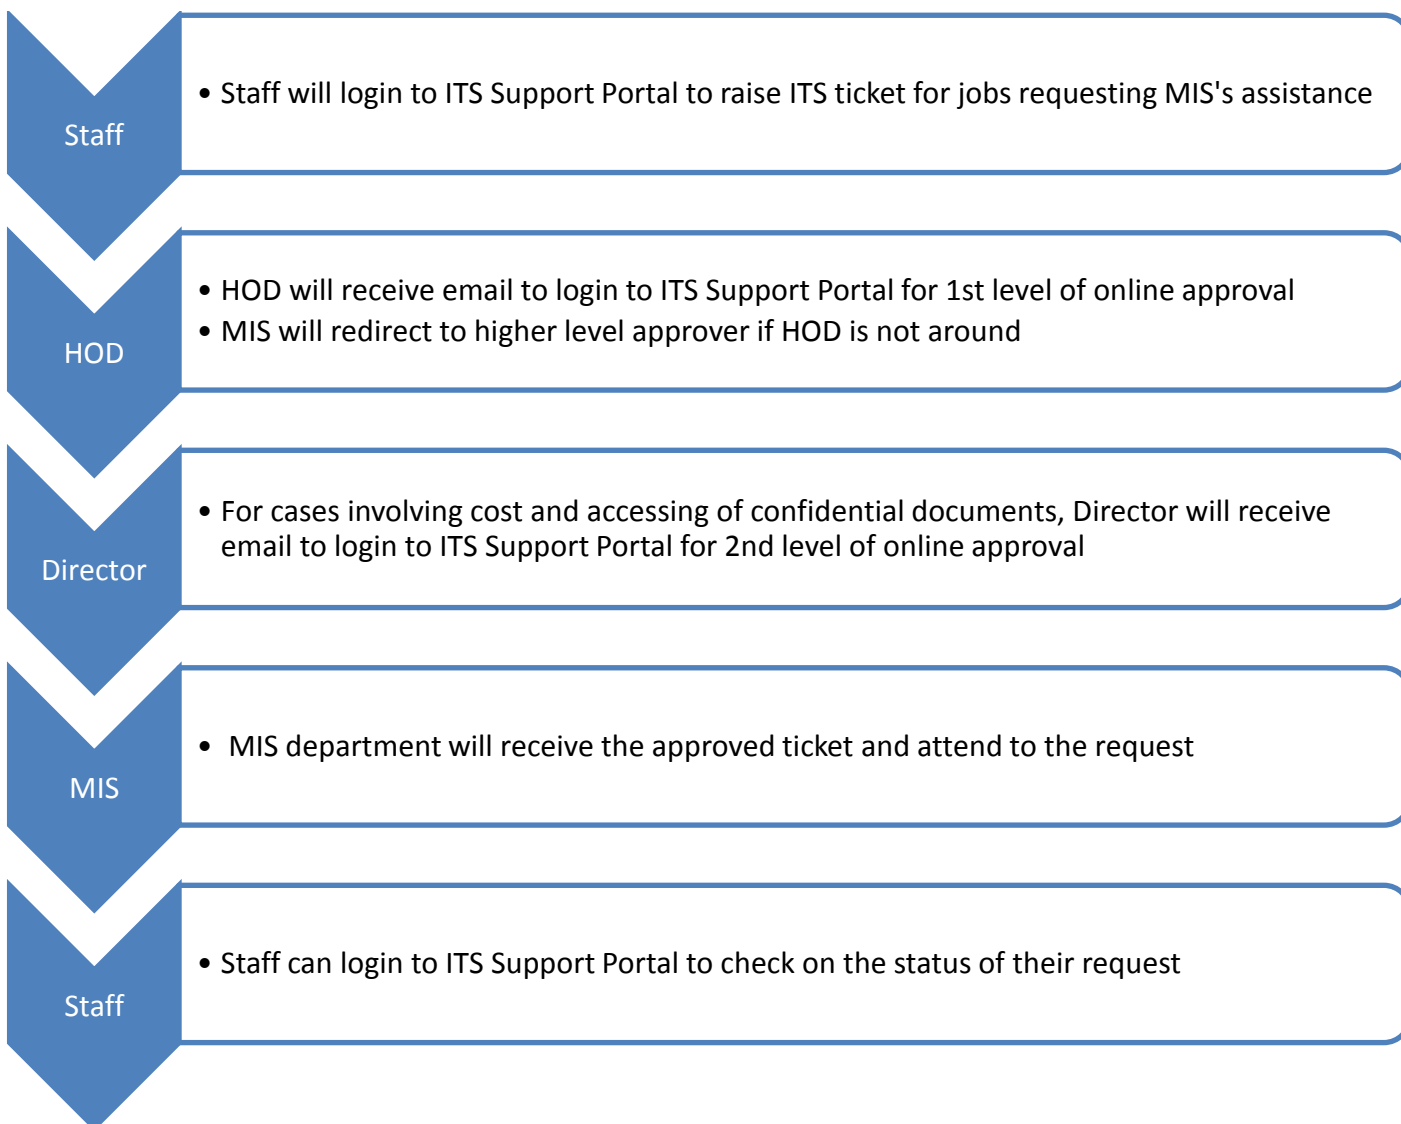 Staff
• Staff will login to ITS Support Portal to raise ITS ticket for jobs requesting MIS's assistance
HOD
• HOD will receive email to login to ITS Support Portal for 1st level of online approval
• MIS will redirect to higher level approver if HOD is not around
Director
• For cases involving cost and accessing of confidential documents, Director will receive
email to login to ITS Support Portal for 2nd level of online approval
MIS
• MIS department will receive the approved ticket and attend to the request
Staff
• Staff can login to ITS Support Portal to check on the status of their request